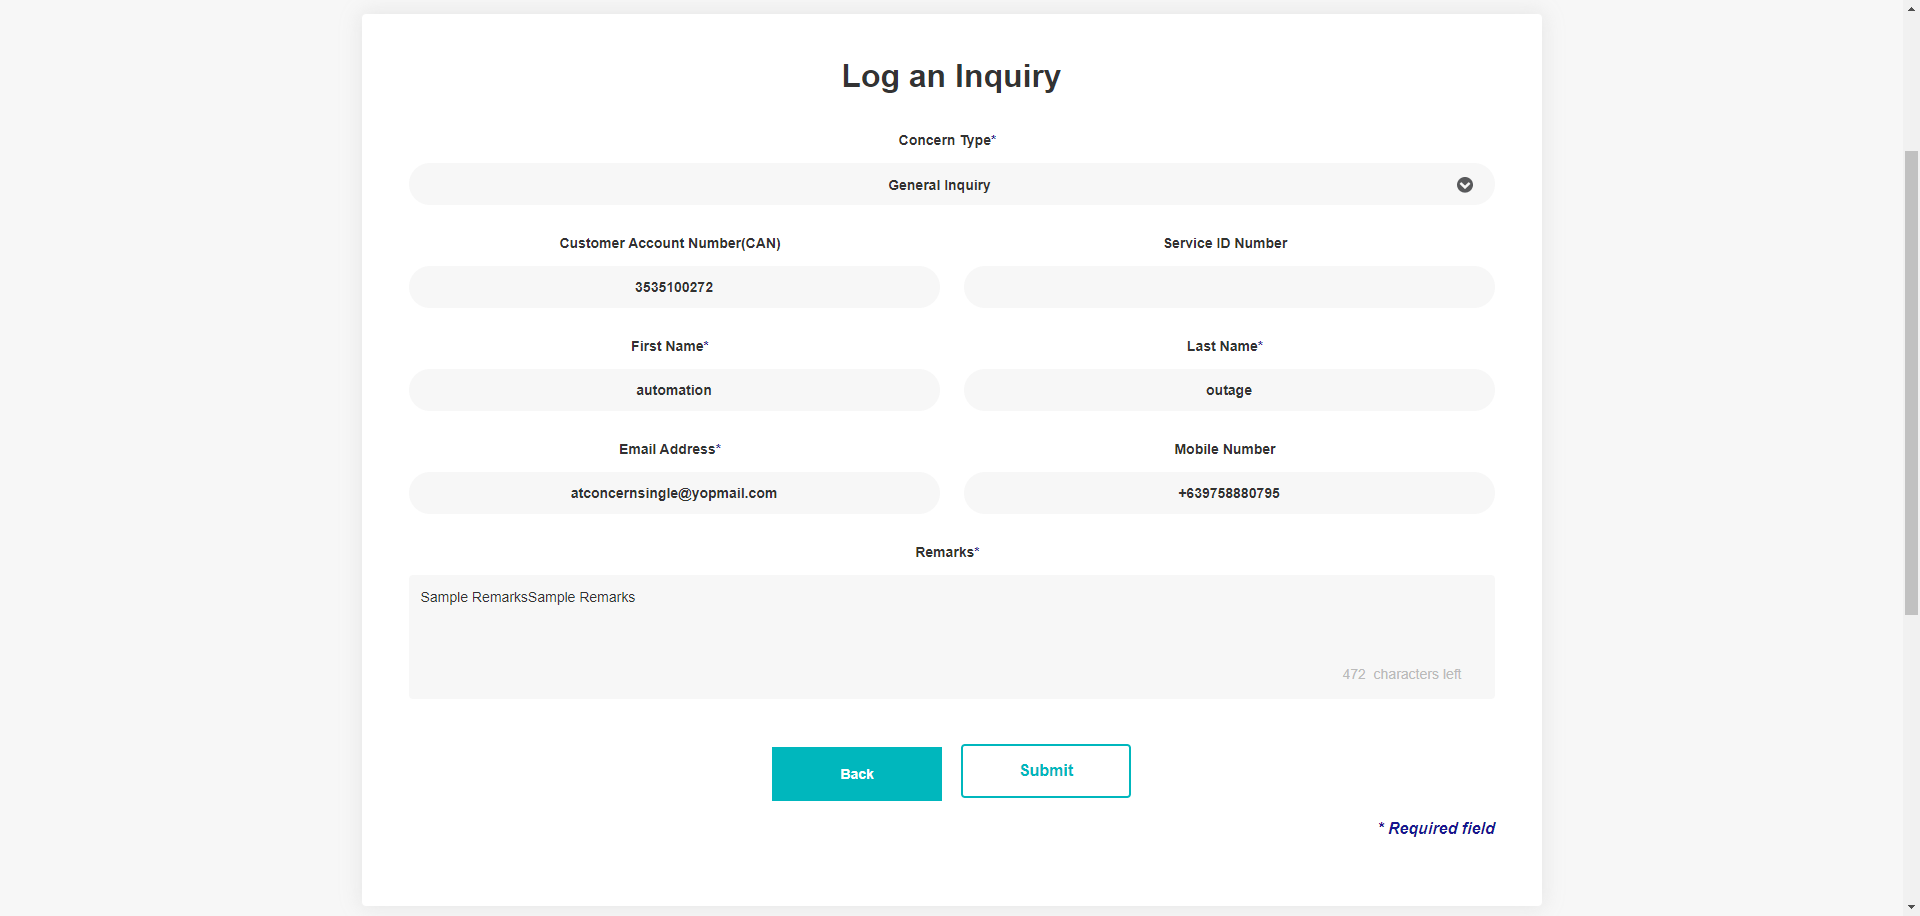 Log an Inquiry
Concern Type*
General Inquiry
Customer Account Number(CAN)
Service ID Number
3535100272
First Name*
Last Name*
automation
outage
Email Address*
Mobile Number
atconcernsingle@yopmail.com
+639758880795
Remarks*
Sample RemarksSample Remarks
472 characters left
Back
Submit
* Required field